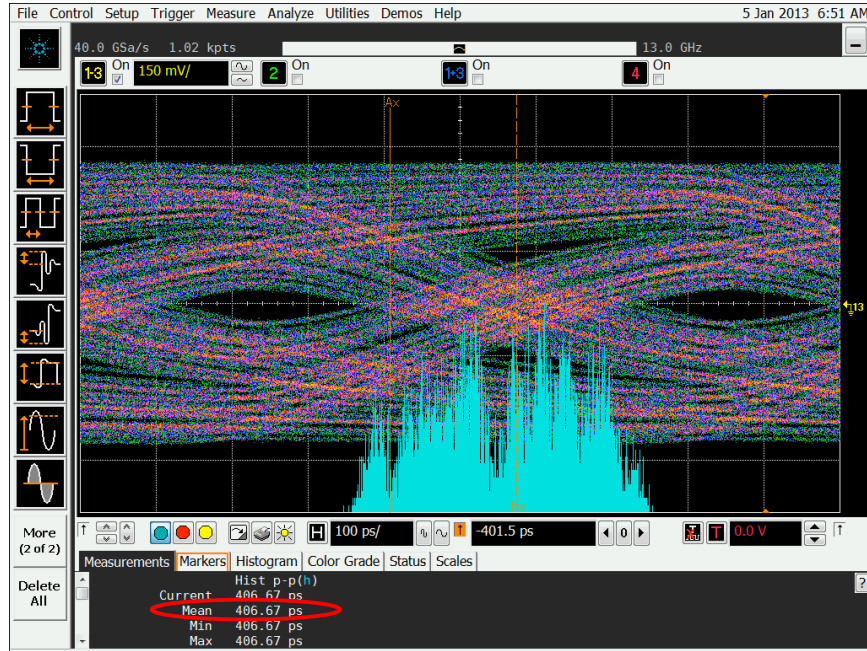 File Control Setup Trigger Measure Analyze Utilities Demos Help 5 Jan 2013 6:51 AM
40.0 GSa/s 1.02 kpts 13.0 GHz
1-3 On 150 mV/ 2 On 1+3 On 4 On
Ax
13
H 100 ps/ -401.5 ps T 0.0 V
More
(2 of 2)
Delete
All
Measurements Markers Histogram Color Grade Status Scales
Hist p-p(h)
?
Current 406.67 ps
Mean 406.67 ps
Min 406.67 ps
Max 406.67 ps